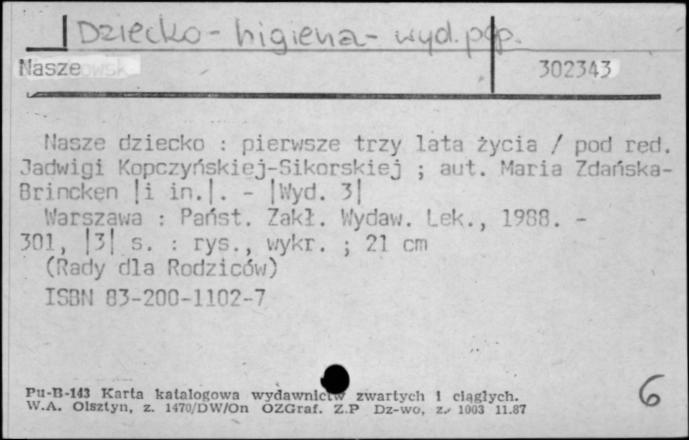 Dziecko - higiena - wyd. pop.
Nasze 302343
Nasze dziecko : pierwsze trzy lata życia / pod red.
Jadwigi Kopczyńskiej-Sikorskiej ; aut. Maria Zdańska-
Brincken |i in.|. - |Wyd. 3|
Warszawa : Państ. Zakł. Wydaw. Lek., 1988. -
301, |3| s. : rys., wykr. ; 21 cm
(Rady dla Rodziców)
ISBN 83-200-1102-7
Pu-B-143 Karta katalogowa wydawnictw zwartych i ciągłych.
W.A. Olsztyn, z. 1470/DW/On OZGraf. Z.P Dz-wo, z. 1003 11.87
6